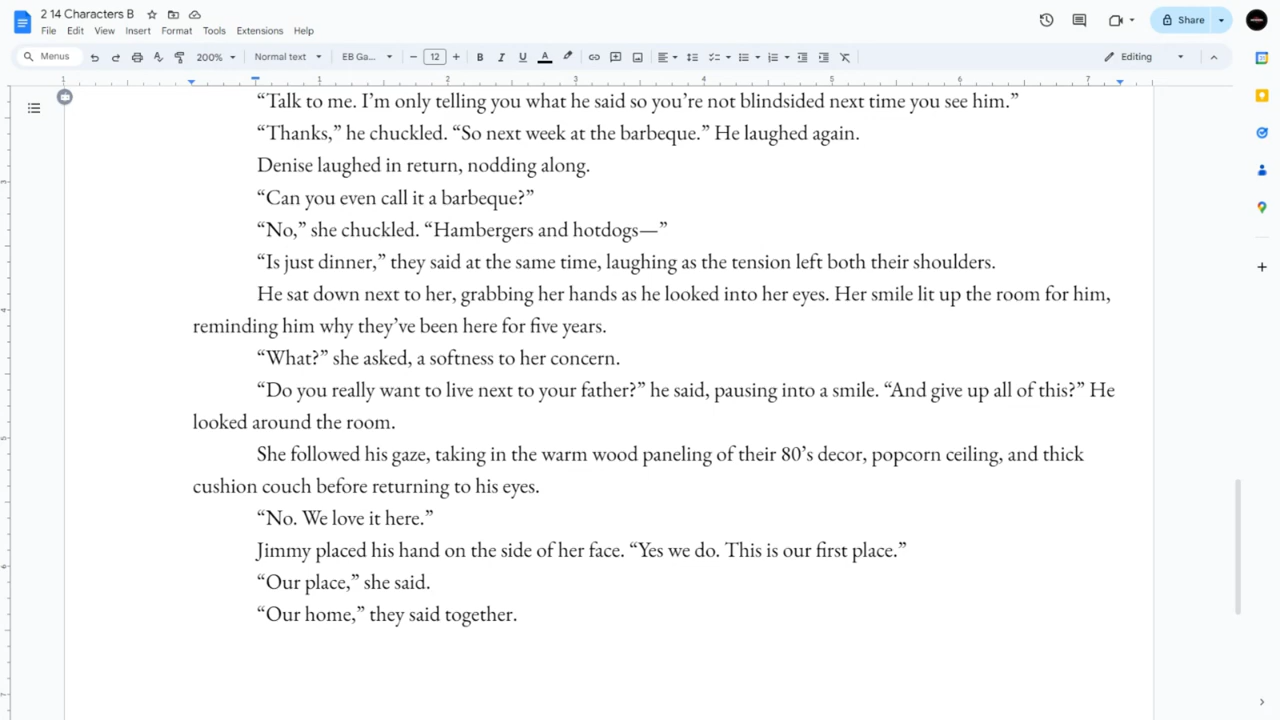 2 14 Characters B
File Edit View Insert Format Tools Extensions Help
Share
Menus 200% Normal text EB Ga... 12 B I U A Editing
1 1 2 3 4 5 6 7
“Talk to me. I’m only telling you what he said so you’re not blindsided next time you see him.”
“Thanks,” he chuckled. “So next week at the barbeque.” He laughed again.
Denise laughed in return, nodding along.
“Can you even call it a barbeque?”
“No,” she chuckled. “Hambergers and hotdogs—”
“Is just dinner,” they said at the same time, laughing as the tension left both their shoulders.
He sat down next to her, grabbing her hands as he looked into her eyes. Her smile lit up the room for him,
reminding him why they’ve been here for five years.
“What?” she asked, a softness to her concern.
“Do you really want to live next to your father?” he said, pausing into a smile. “And give up all of this?” He
looked around the room.
She followed his gaze, taking in the warm wood paneling of their 80’s decor, popcorn ceiling, and thick
cushion couch before returning to his eyes.
“No. We love it here.”
Jimmy placed his hand on the side of her face. “Yes we do. This is our first place.”
“Our place,” she said.
“Our home,” they said together.